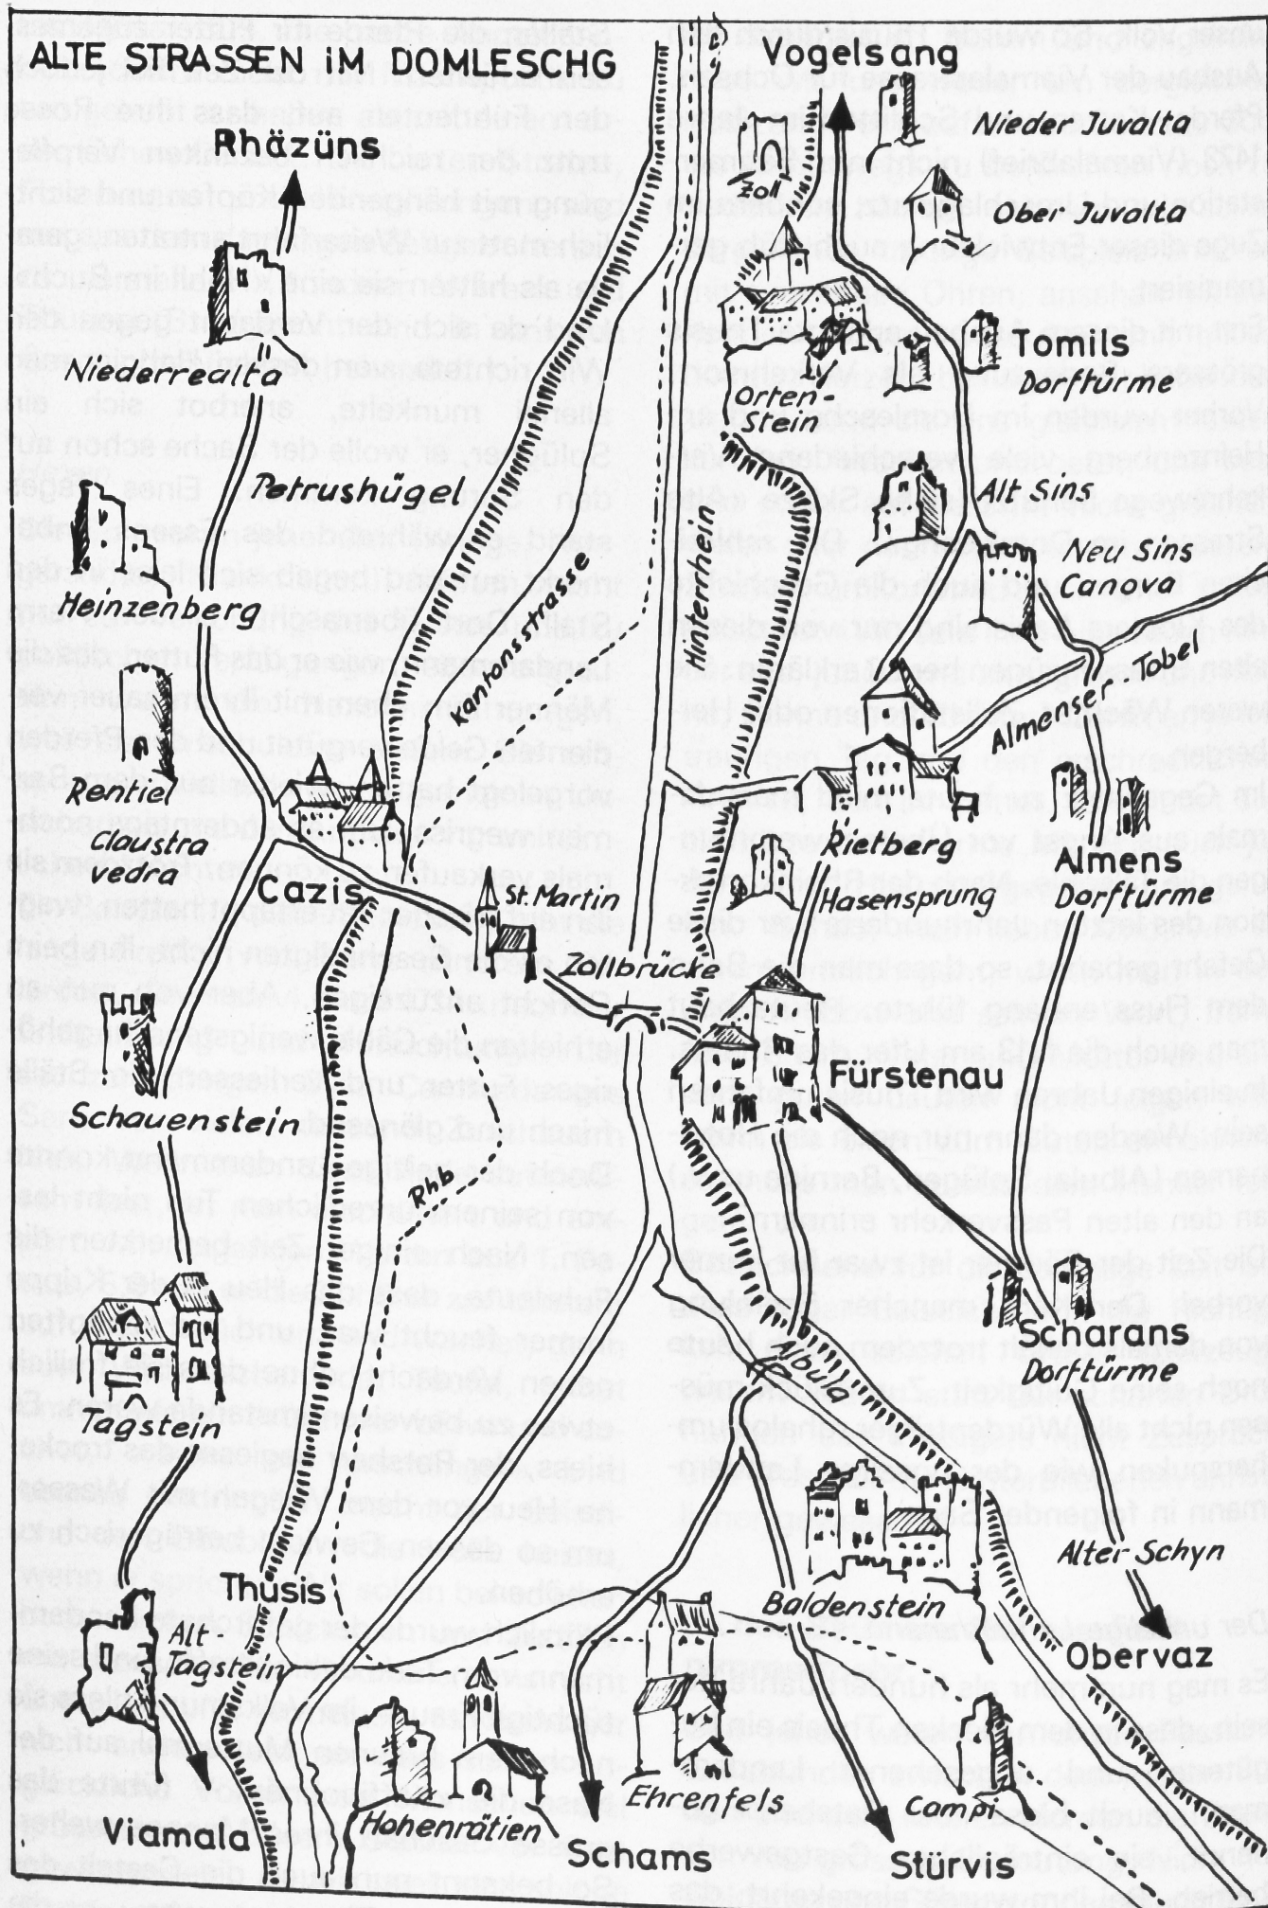 ALTE STRASSEN iM DOMLESCHG
Vogelsang
Rhäzüns
Nieder Juvalta
Zoll
Ober Juvalta
Niederrealta
Tomils
Dorftürme
Orten-
Stein
Petrushügel
Alt Sins
Neu Sins
Canova
Heinzenberg
Kantonsstrasse
Hinterrhein
Almenser-Tobel
Rentiel
Claustra
vedra
Rietberg
Hasensprung
Almens
Dorftürme
Cazis
St. Martin
Zollbrücke
Fürstenau
Schauenstein
Rhb
Scharans
Dorftürme
Albula
Tagstein
Alter Schyn
Thusis
Baldenstein
Alt-
Tagstein
Obervaz
Ehrenfels
Campi
Hohenrätien
Viamala
Schams
Stürvis